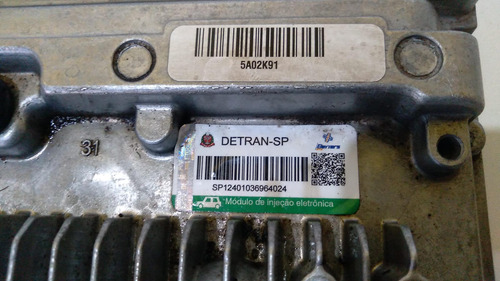 5A02K91
31
DETRAN-SP
SP12401036964024
Módulo de injeção eletrônica